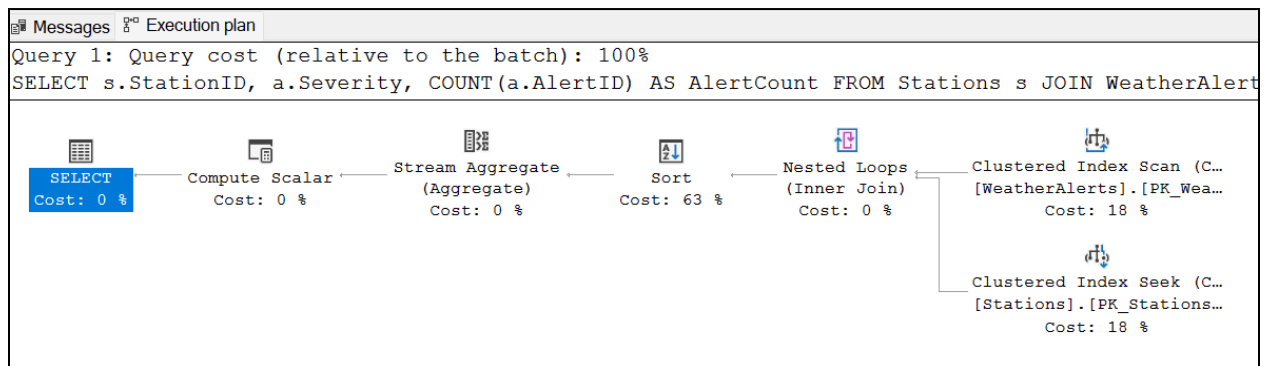 Messages Execution plan
Query 1: Query cost (relative to the batch): 100%
SELECT s.StationID, a.Severity, COUNT(a.AlertID) AS AlertCount FROM Stations s JOIN WeatherAlert
SELECT
Cost: 0 %
Compute Scalar
Cost: 0 %
Stream Aggregate
(Aggregate)
Cost: 0 %
Sort
Cost: 63 %
Nested Loops
(Inner Join)
Cost: 0 %
Clustered Index Scan (C…
[WeatherAlerts].[PK_Wea…
Cost: 18 %
Clustered Index Seek (C…
[Stations].[PK_Stations…
Cost: 18 %